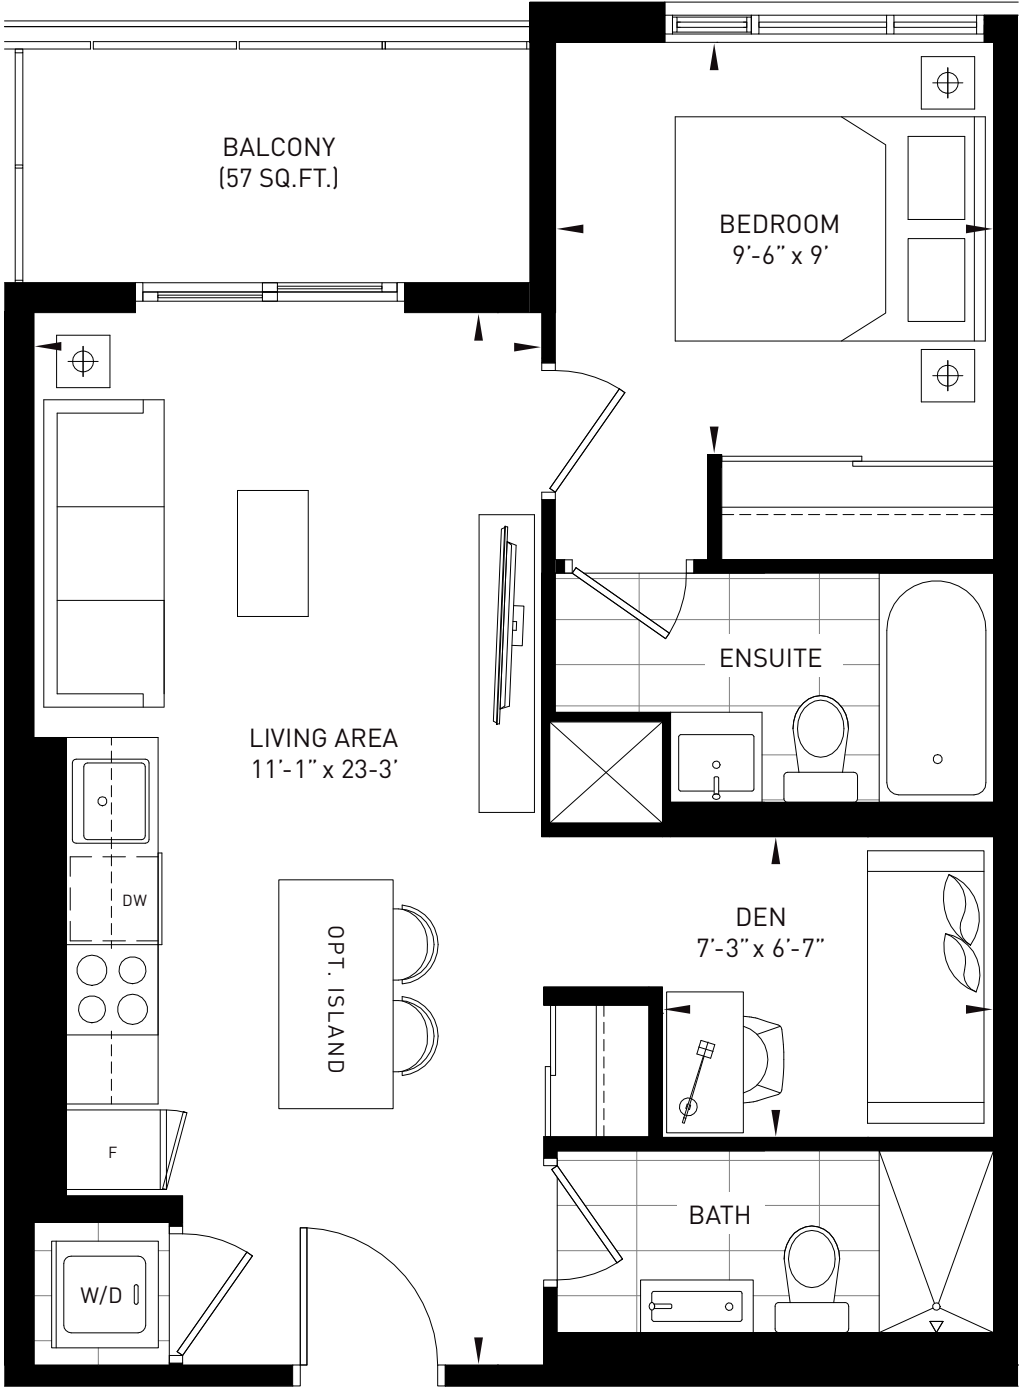 BALCONY
(57 SQ.FT.)
BEDROOM
9'-6" x 9'
ENSUITE
LIVING AREA
11'-1" x 23-3'
DW
DEN
7'-3" x 6'-7"
OPT. ISLAND
F
BATH
W/D